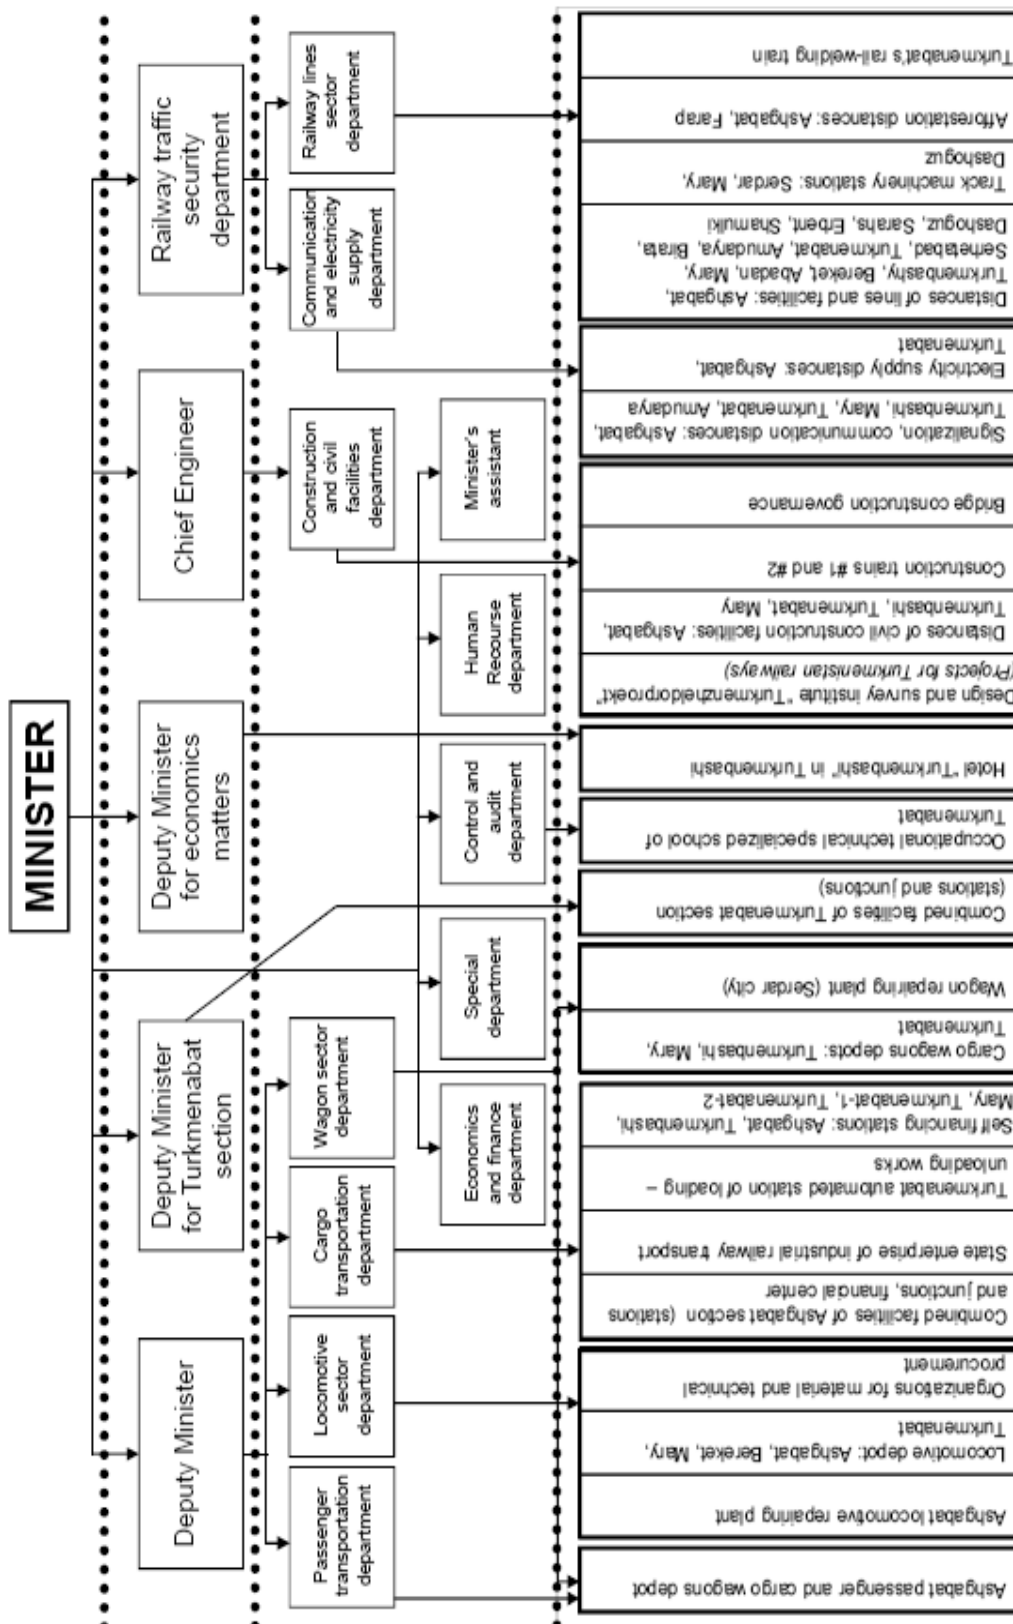 MINISTER
Deputy Minister
Deputy Minister
for Turkmenabat
section
Deputy Minister
for economics
matters
Chief Engineer
Railway traffic
security
department
Passenger
transportation
department
Locomotive
sector
department
Cargo
transportation
department
Wagon sector
department
Construction
and civil
facilities
department
Communication
and electricity
supply
department
Railway lines
sector
department
Economics
and finance
department
Special
department
Control and
audit
department
Human
Recourse
department
Minister's
assistant
Ashgabat passenger and cargo wagons depot
Ashgabat locomotive repairing plant
Locomotive depot: Ashgabat, Bereket, Mary,
Turkmenabat
Organizations for material and technical
procurement
Combined facilities of Ashgabat section (stations
and junctions, financial center
State enterprise of industrial railway transport
Turkmenabat automated station of loading –
unloading works
Self financing stations: Ashgabat, Turkmenbashi,
Mary, Turkmenabat-1, Turkmenabat-2
Cargo wagons depots: Turkmenbashi, Mary,
Turkmenabat
Wagon repairing plant (Serdar city)
Combined facilities of Turkmenabat section
(stations and junctions)
Occupational technical specialized school of
Turkmenabat
Hotel "Turkmenbashi" in Turkmenbashi
Design and survey institute "Turkmenzheldorproekt"
(Projects for Turkmenistan railways)
Distances of civil construction facilities: Ashgabat,
Turkmenbashi, Turkmenabat, Mary
Construction trains #1 and #2
Bridge construction governance
Signalization, communication distances: Ashgabat,
Turkmenbashi, Mary, Turkmenabat, Amudarya
Electricity supply distances: Ashgabat,
Turkmenabat
Distances of lines and facilities: Ashgabat,
Turkmenbashy, Bereket, Abadan, Mary,
Serhetabad, Turkmenabat, Amudarya, Birata,
Dashoguz, Sarahs, Erbent, Shamulki
Track machinery stations: Serdar, Mary,
Dashoguz
Afforestation distances: Ashgabat, Farap
Turkmenabat's rail-welding train